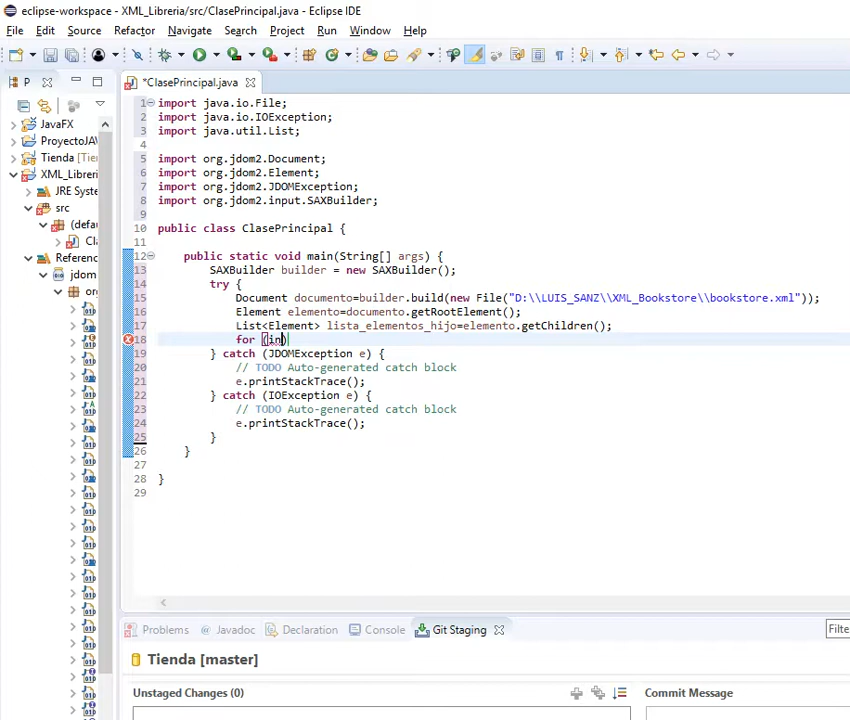 eclipse-workspace - XML_Libreria/src/ClasePrincipal.java - Eclipse IDE
File Edit Source Refactor Navigate Search Project Run Window Help
P
*ClasePrincipal.java
JavaFX
ProyectoJAV
Tienda [
XML_Libreri
JRE Syste
src
(defau
Cl
Referenc
jdom
org
1 import java.io.File;
2 import java.io.IOException;
3 import java.util.List;
4
5 import org.jdom2.Document;
6 import org.jdom2.Element;
7 import org.jdom2.JDOMException;
8 import org.jdom2.input.SAXBuilder;
9
10 public class ClasePrincipal {
11
12 public static void main(String[] args) {
13 SAXBuilder builder = new SAXBuilder();
14 try {
15 Document documento=builder.build(new File("D:\\LUIS_SANZ\\XML_Bookstore\\bookstore.xml"));
16 Element elemento=documento.getRootElement();
17 List<Element> lista_elementos_hijo=elemento.getChildren();
18 for (in)
19 } catch (JDOMException e) {
20 // TODO Auto-generated catch block
21 e.printStackTrace();
22 } catch (IOException e) {
23 // TODO Auto-generated catch block
24 e.printStackTrace();
25 }
26 }
27
28 }
29
Problems Javadoc Declaration Console Git Staging
Filte
Tienda [master]
Unstaged Changes (0)
Commit Message